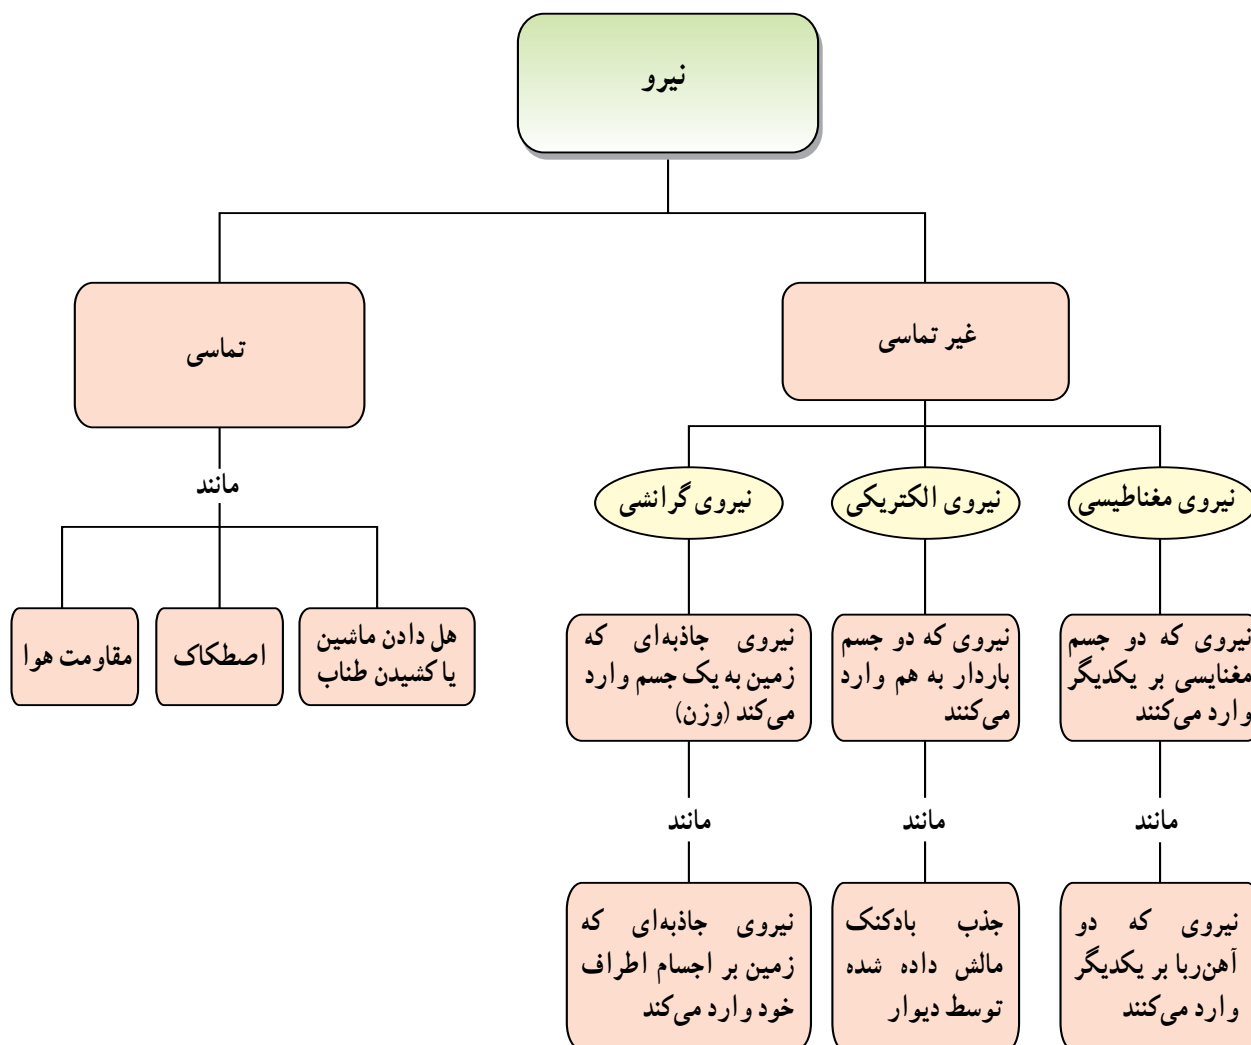 نیرو
غیر تماسی
تماسی
نیروی مغناطیسی
نیروی الکتریکی
نیروی گرانشی
نیروی که دو جسم
مغنایسی بر یکدیگر
وارد می‌کنند
نیروی که دو جسم
باردار به هم وارد
می‌کنند
نیروی جاذبه‌ای که
زمین به یک جسم وارد
می‌کند (وزن)
مانند
مانند
مانند
نیروی که دو
آهن‌ربا بر یکدیگر
وارد می‌کنند
جذب بادکنک
مالش داده شده
توسط دیوار
نیروی جاذبه‌ای که
زمین بر اجسام اطراف
خود وارد می‌کند
مانند
هل دادن ماشین
یا کشیدن طناب
اصطکاک
مقاومت هوا